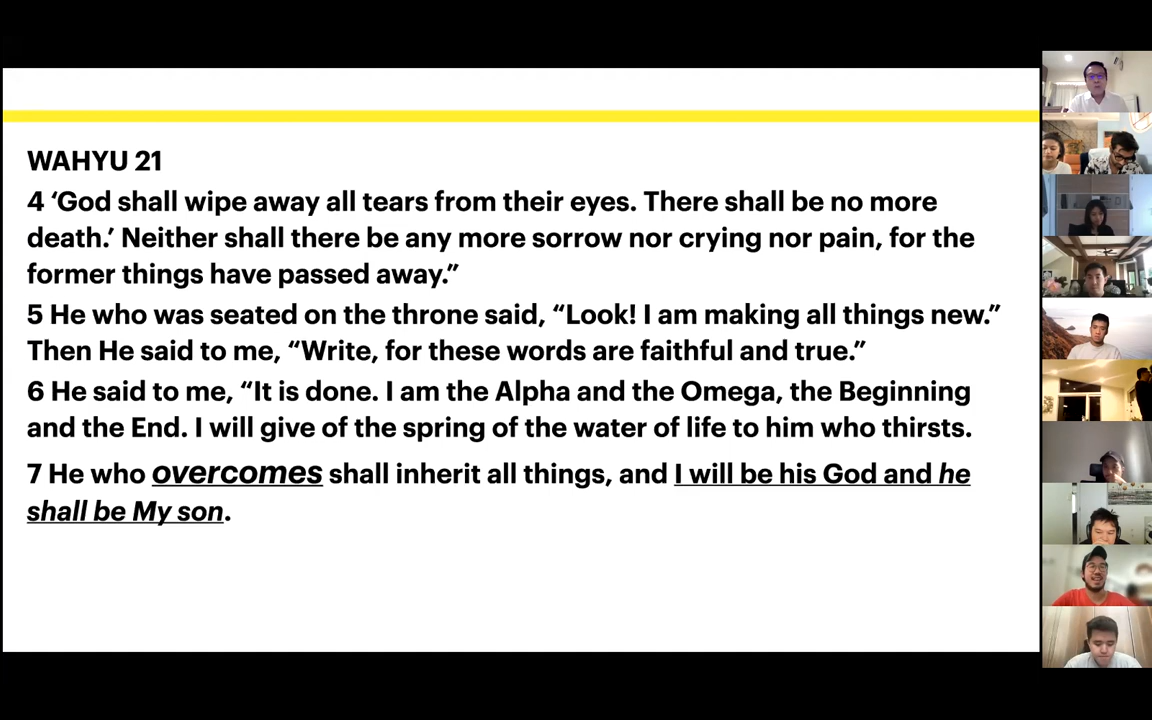 WAHYU 21
4 ‘God shall wipe away all tears from their eyes. There shall be no more
death.’ Neither shall there be any more sorrow nor crying nor pain, for the
former things have passed away.”
5 He who was seated on the throne said, “Look! I am making all things new.”
Then He said to me, “Write, for these words are faithful and true.”
6 He said to me, “It is done. I am the Alpha and the Omega, the Beginning
and the End. I will give of the spring of the water of life to him who thirsts.
7 He who overcomes shall inherit all things, and I will be his God and he
shall be My son.